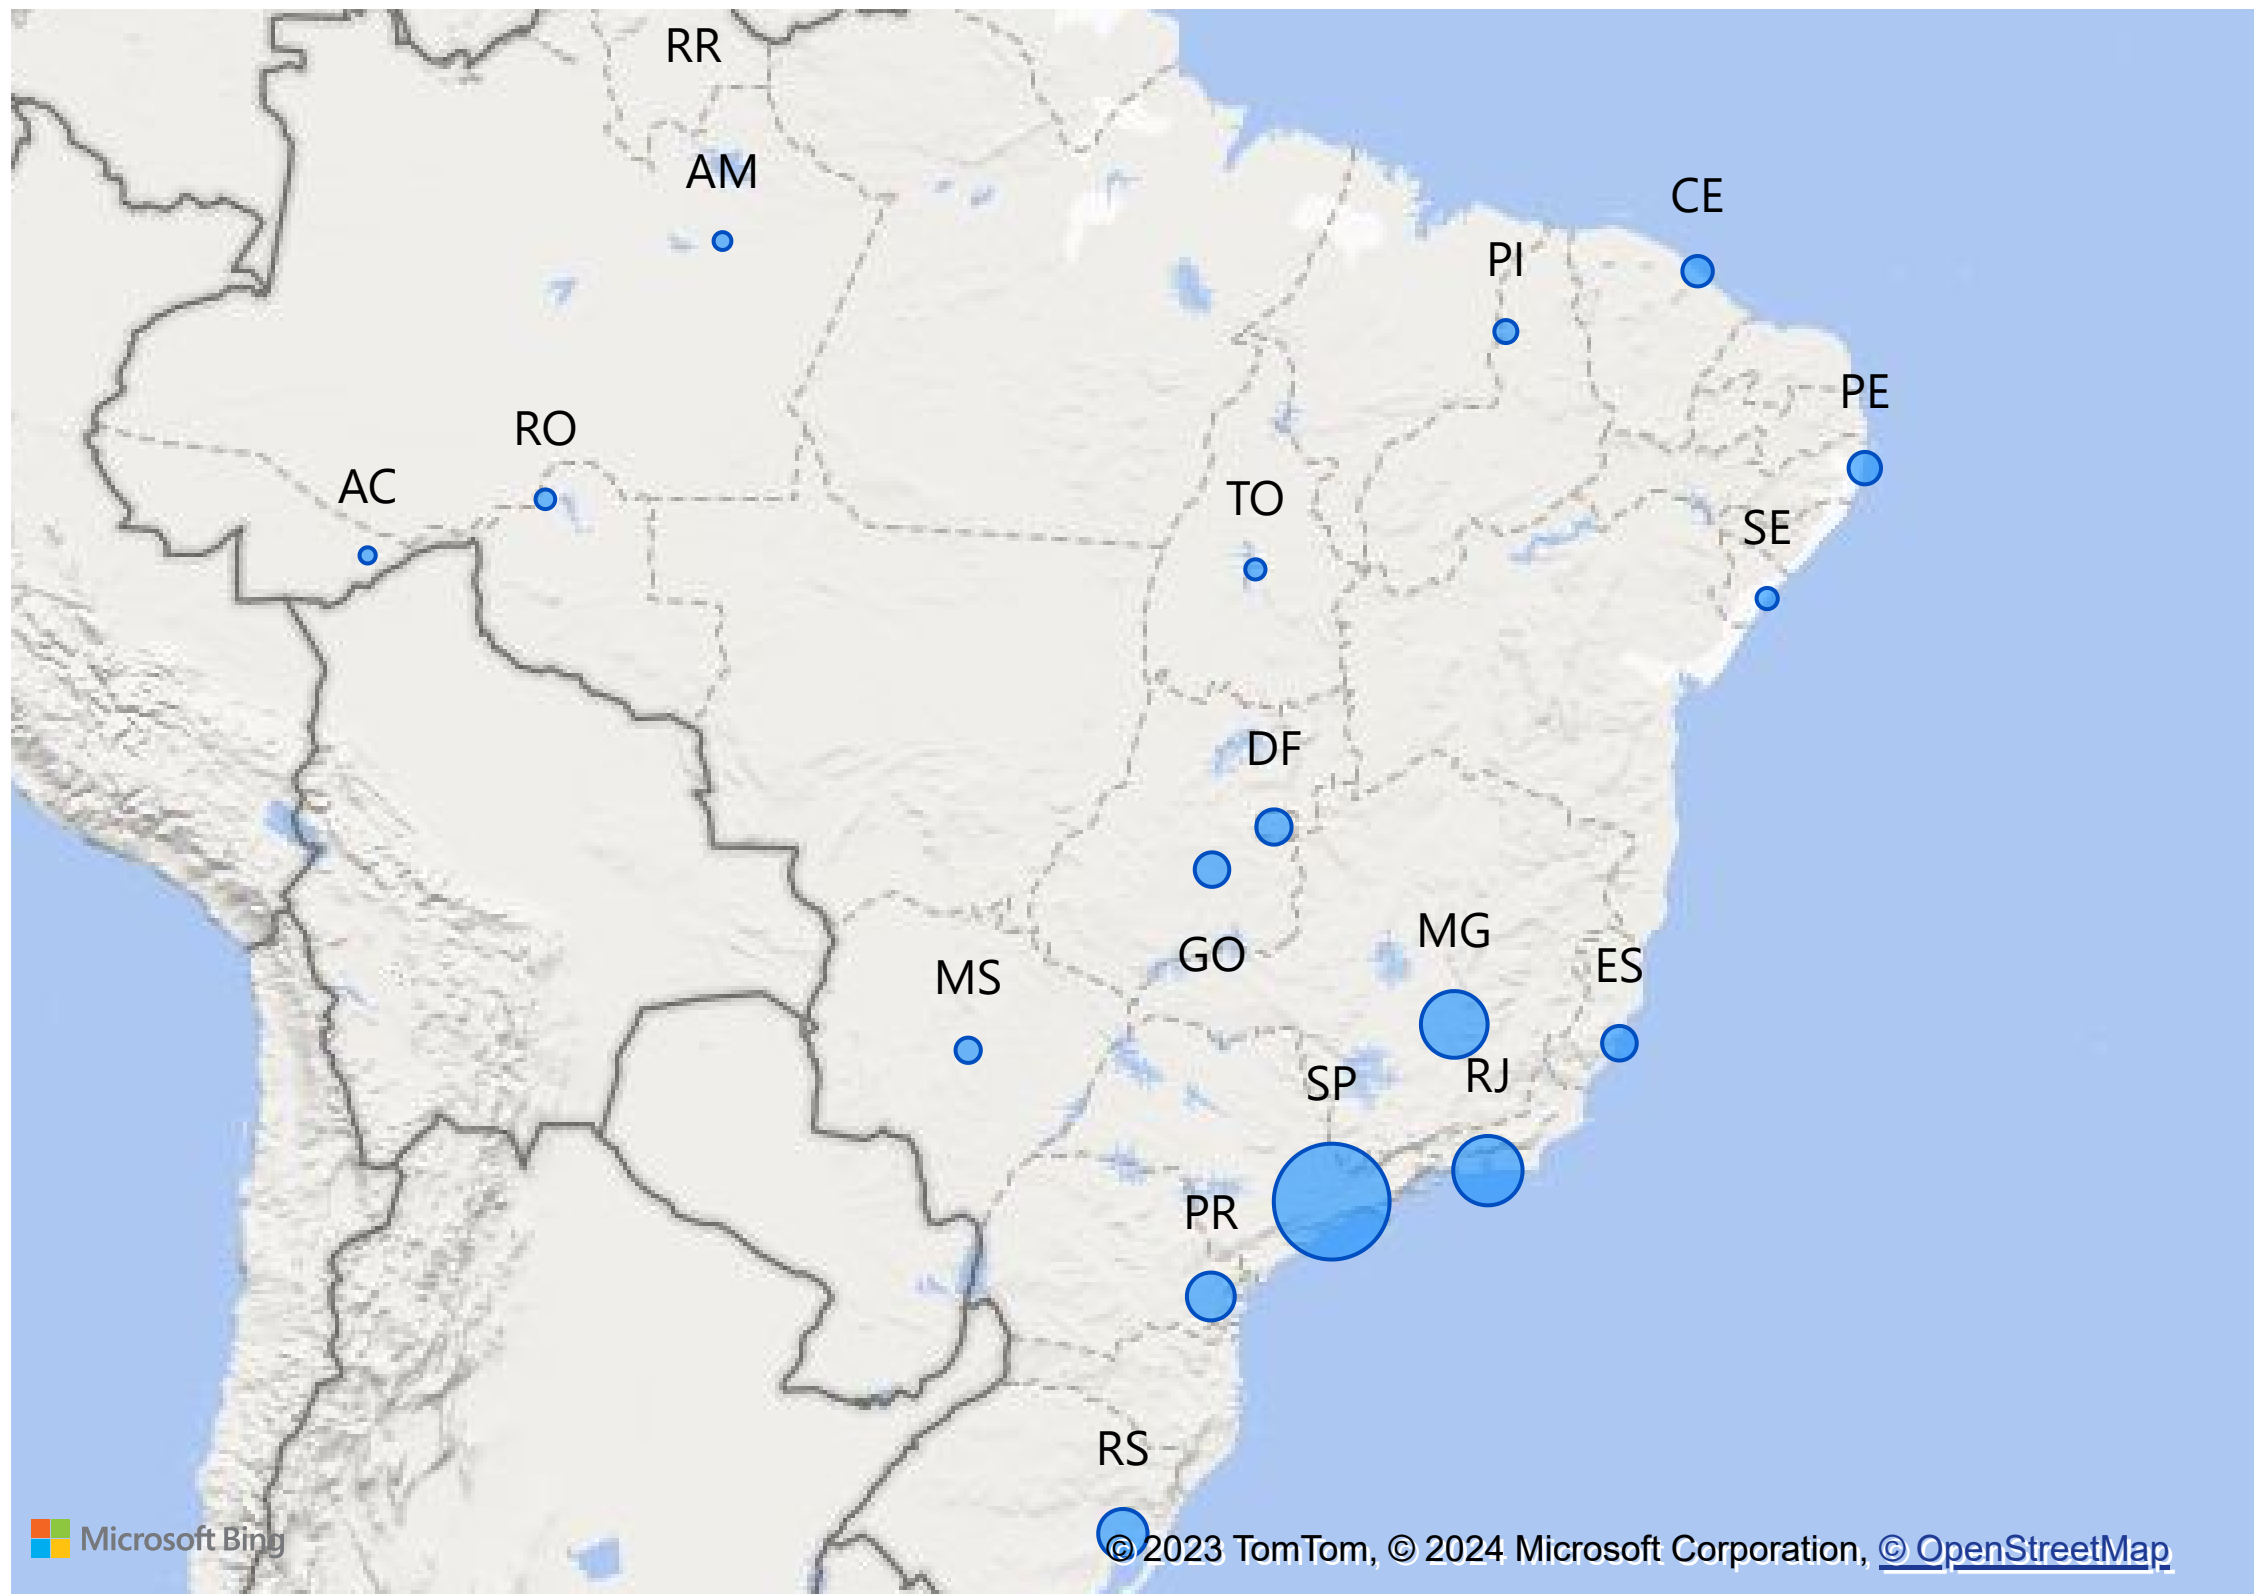 RR
AM
CE
PI
PE
RO
AC
TO
SE
DF
MG
GO
ES
MS
RJ
SP
PR
RS
Microsoft Bing
© 2023 TomTom, © 2024 Microsoft Corporation, © OpenStreetMap